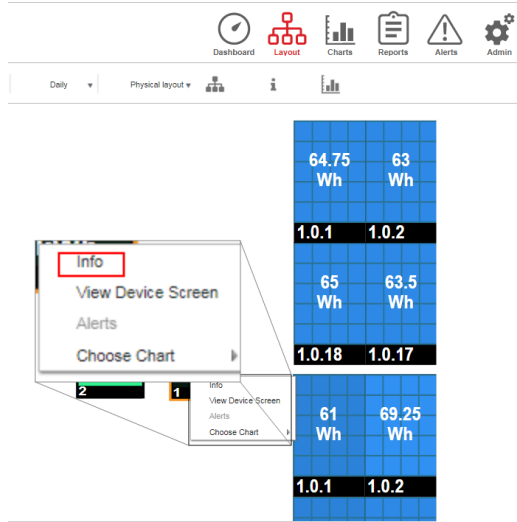 Dashboard Layout Charts Reports Alerts Admin
Daily Physical layout
64.75 63
Wh Wh
1.0.1 1.0.2
Info
View Device Screen
Alerts
Choose Chart
65 63.5
Wh Wh
1.0.18 1.0.17
2 1
Info
View Device Screen
Alerts
Choose Chart
61 69.25
Wh Wh
1.0.1 1.0.2